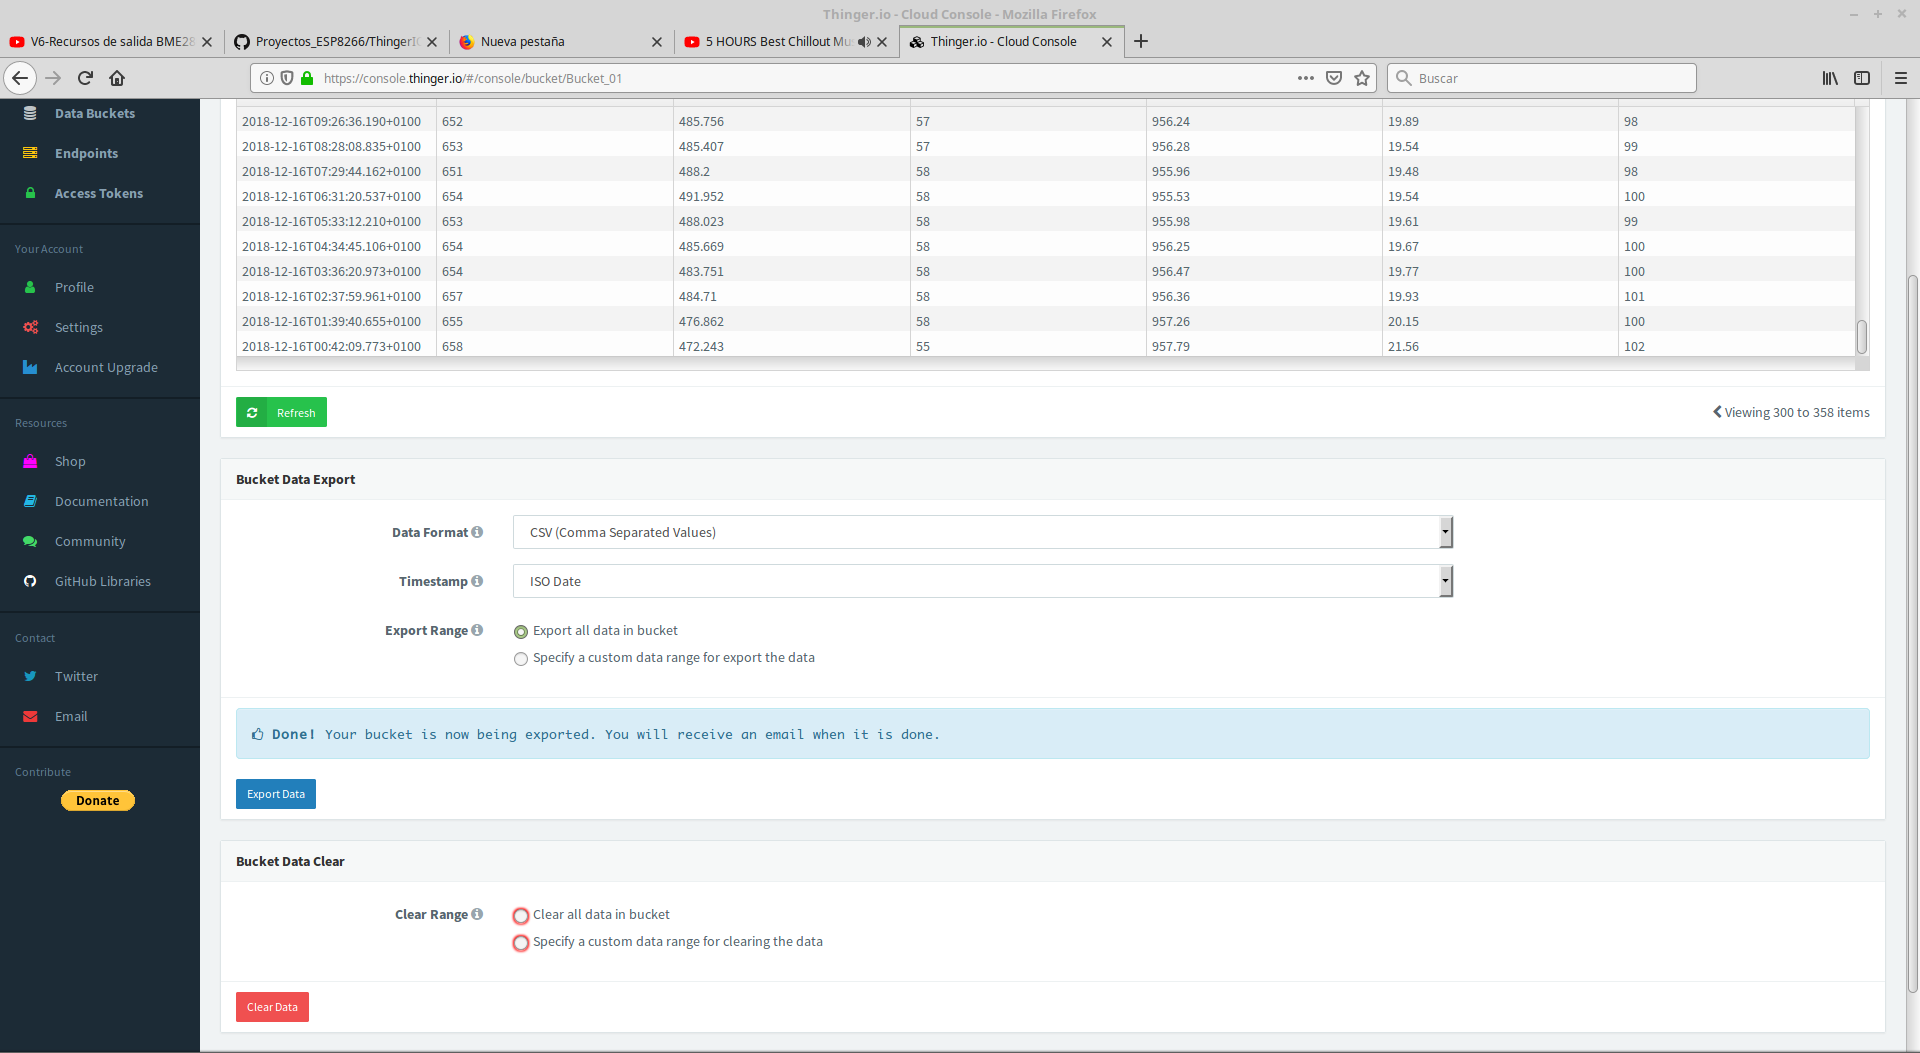 Thinger.io - Cloud Console - Mozilla Firefox
V6-Recursos de salida BME28
Proyectos_ESP8266/ThingerIO
Nueva pestaña
5 HOURS Best Chillout Mu
Thinger.io - Cloud Console
https://console.thinger.io/#/console/bucket/Bucket_01
Buscar
Data Buckets
Endpoints
Access Tokens
Your Account
Profile
Settings
Account Upgrade
Resources
Shop
Documentation
Community
GitHub Libraries
Contact
Twitter
Email
Contribute
Donate
2018-12-16T09:26:36.190+0100 652 485.756 57 956.24 19.89 98
2018-12-16T08:28:08.835+0100 653 485.407 57 956.28 19.54 99
2018-12-16T07:29:44.162+0100 651 488.2 58 955.96 19.48 98
2018-12-16T06:31:20.537+0100 654 491.952 58 955.53 19.54 100
2018-12-16T05:33:12.210+0100 653 488.023 58 955.98 19.61 99
2018-12-16T04:34:45.106+0100 654 485.669 58 956.25 19.67 100
2018-12-16T03:36:20.973+0100 654 483.751 58 956.47 19.77 100
2018-12-16T02:37:59.961+0100 657 484.71 58 956.36 19.93 101
2018-12-16T01:39:40.655+0100 655 476.862 58 957.26 20.15 100
2018-12-16T00:42:09.773+0100 658 472.243 55 957.79 21.56 102
Refresh
Viewing 300 to 358 items
Bucket Data Export
Data Format CSV (Comma Separated Values)
Timestamp ISO Date
Export Range Export all data in bucket
Specify a custom data range for export the data
Done! Your bucket is now being exported. You will receive an email when it is done.
Export Data
Bucket Data Clear
Clear Range Clear all data in bucket
Specify a custom data range for clearing the data
Clear Data